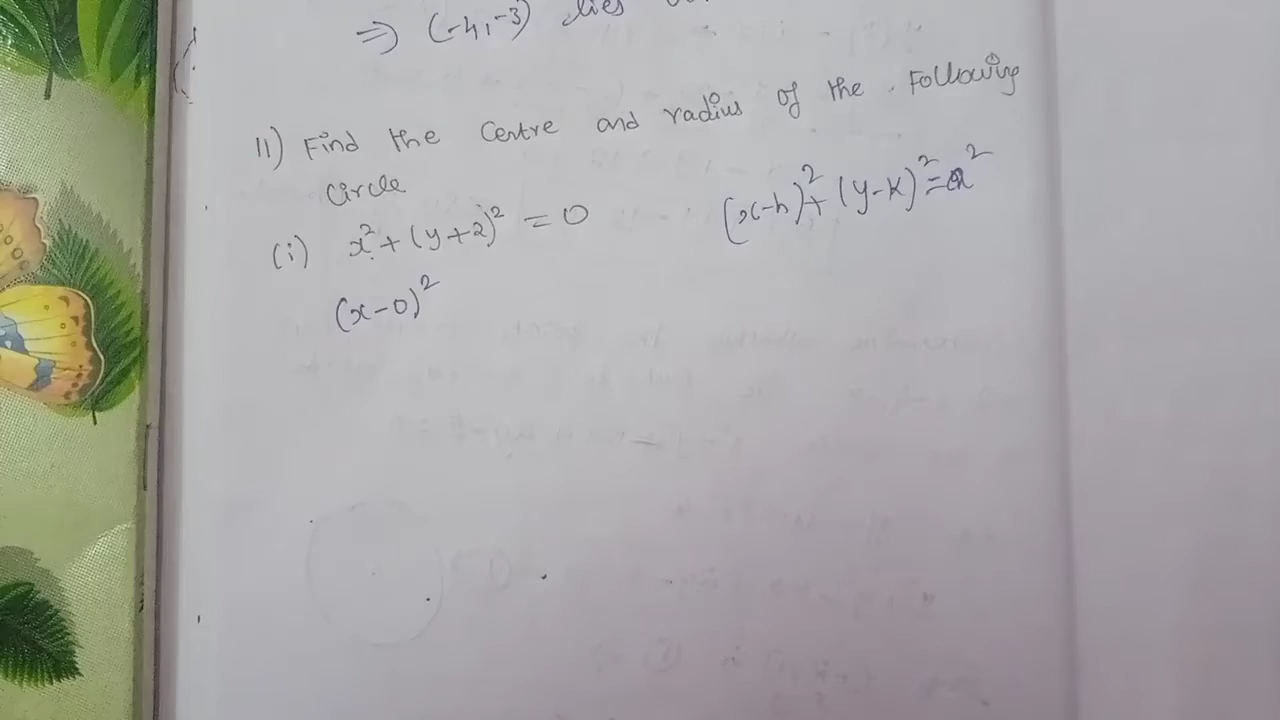 ⇒ (-4,-3) lies
11) Find the Centre and radius of the Following
Circle
(i) x²+(y+2)² = 0 (x-h)²+(y-k)²=a²
(x-0)²